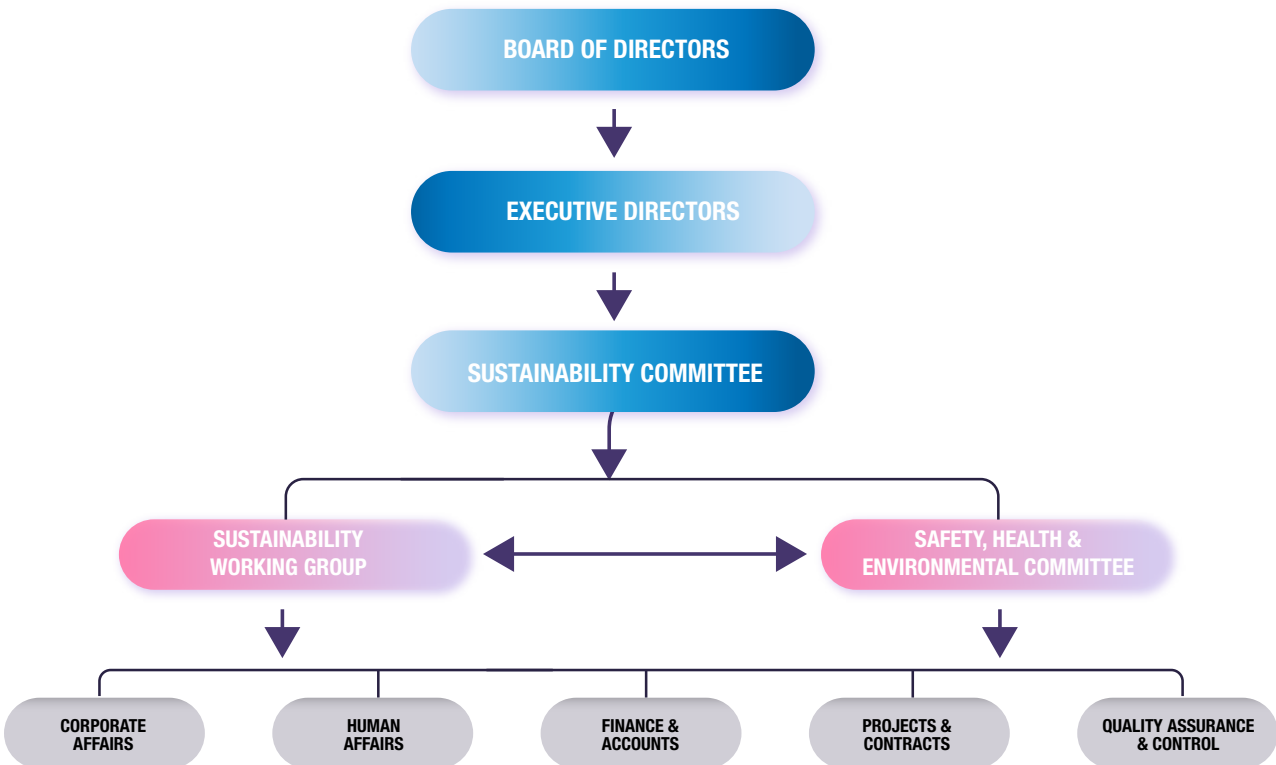 BOARD OF DIRECTORS
EXECUTIVE DIRECTORS
SUSTAINABILITY COMMITTEE
SUSTAINABILITY
WORKING GROUP
SAFETY, HEALTH &
ENVIRONMENTAL COMMITTEE
CORPORATE
AFFAIRS
HUMAN
AFFAIRS
FINANCE &
ACCOUNTS
PROJECTS &
CONTRACTS
QUALITY ASSURANCE
& CONTROL